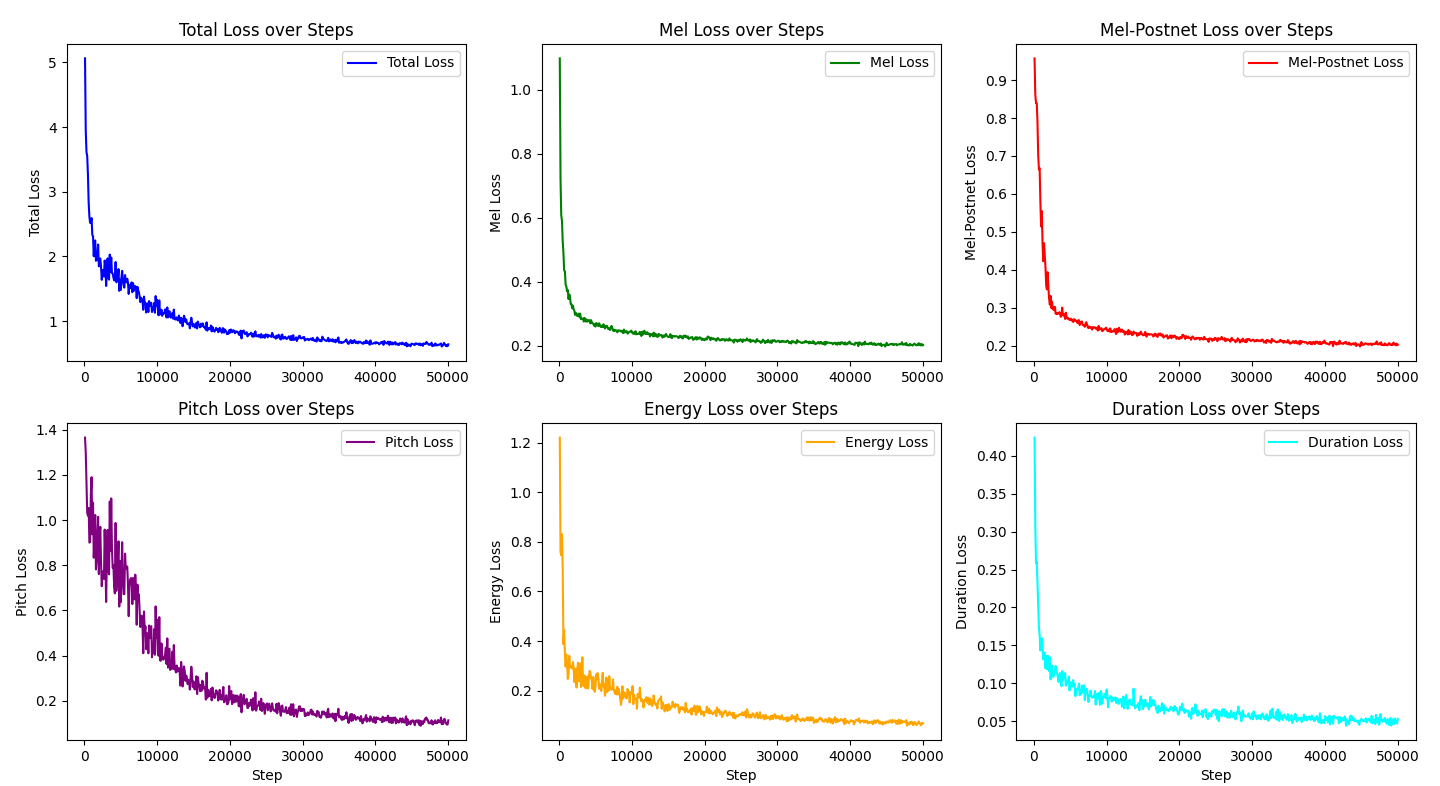 Total Loss over Steps
Total Loss
Total Loss
5
4
3
2
1
0 10000 20000 30000 40000 50000
Mel Loss over Steps
Mel Loss
Mel Loss
1.0
0.8
0.6
0.4
0.2
0 10000 20000 30000 40000 50000
Mel-Postnet Loss over Steps
Mel-Postnet Loss
Mel-Postnet Loss
0.9
0.8
0.7
0.6
0.5
0.4
0.3
0.2
0 10000 20000 30000 40000 50000
Pitch Loss over Steps
Pitch Loss
Pitch Loss
1.4
1.2
1.0
0.8
0.6
0.4
0.2
0 10000 20000 30000 40000 50000
Step
Energy Loss over Steps
Energy Loss
Energy Loss
1.2
1.0
0.8
0.6
0.4
0.2
0 10000 20000 30000 40000 50000
Step
Duration Loss over Steps
Duration Loss
Duration Loss
0.40
0.35
0.30
0.25
0.20
0.15
0.10
0.05
0 10000 20000 30000 40000 50000
Step